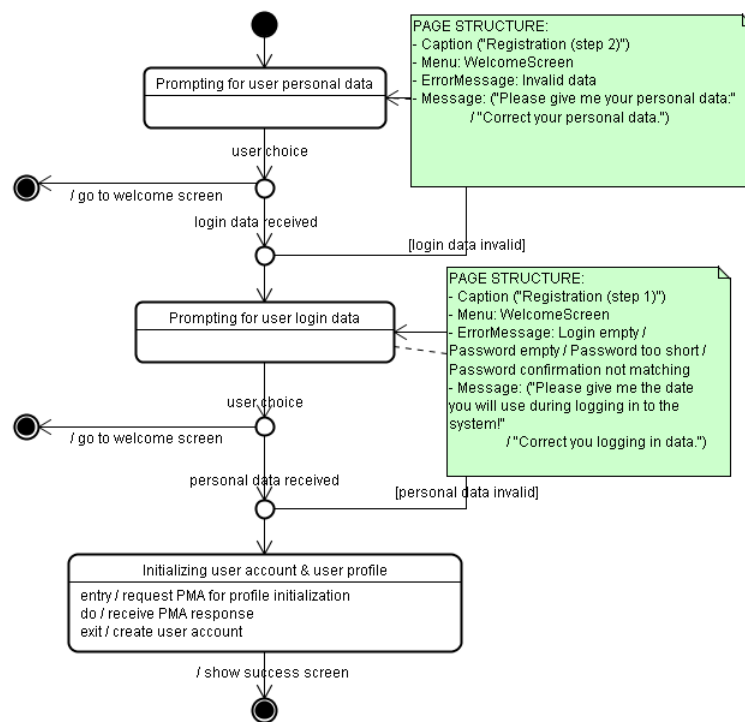 PAGE STRUCTURE:
- Caption ("Registration (step 2)")
- Menu: WelcomeScreen
- ErrorMessage: Invalid data
- Message: ("Please give me your personal data:"
/ "Correct your personal data.")
Prompting for user personal data
user choice
/ go to welcome screen
login data received
[login data invalid]
PAGE STRUCTURE:
- Caption ("Registration (step 1)")
- Menu: WelcomeScreen
- ErrorMessage: Login empty /
Password empty / Password too short /
Password confirmation not matching
- Message: ("Please give me the date
you will use during logging in to the
system!"
/ "Correct you logging in data.")
Prompting for user login data
user choice
/ go to welcome screen
personal data received
[personal data invalid]
Initializing user account & user profile
entry / request PMA for profile initialization
do / receive PMA response
exit / create user account
/ show success screen